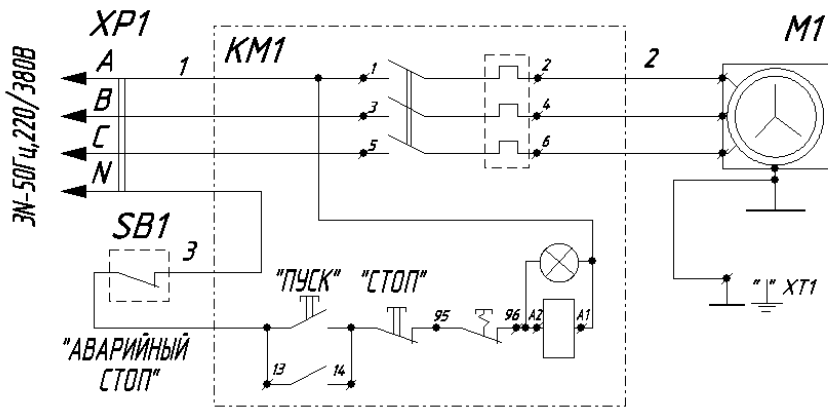 XP1
KM1
M1
A
1
1
2
2
B
3
4
C
5
6
N
3N~50Гц,220/380В
SB1
3
"ПУСК"
"СТОП"
95
96
A2
A1
" " XT1
"АВАРИЙНЫЙ
СТОП"
13
14